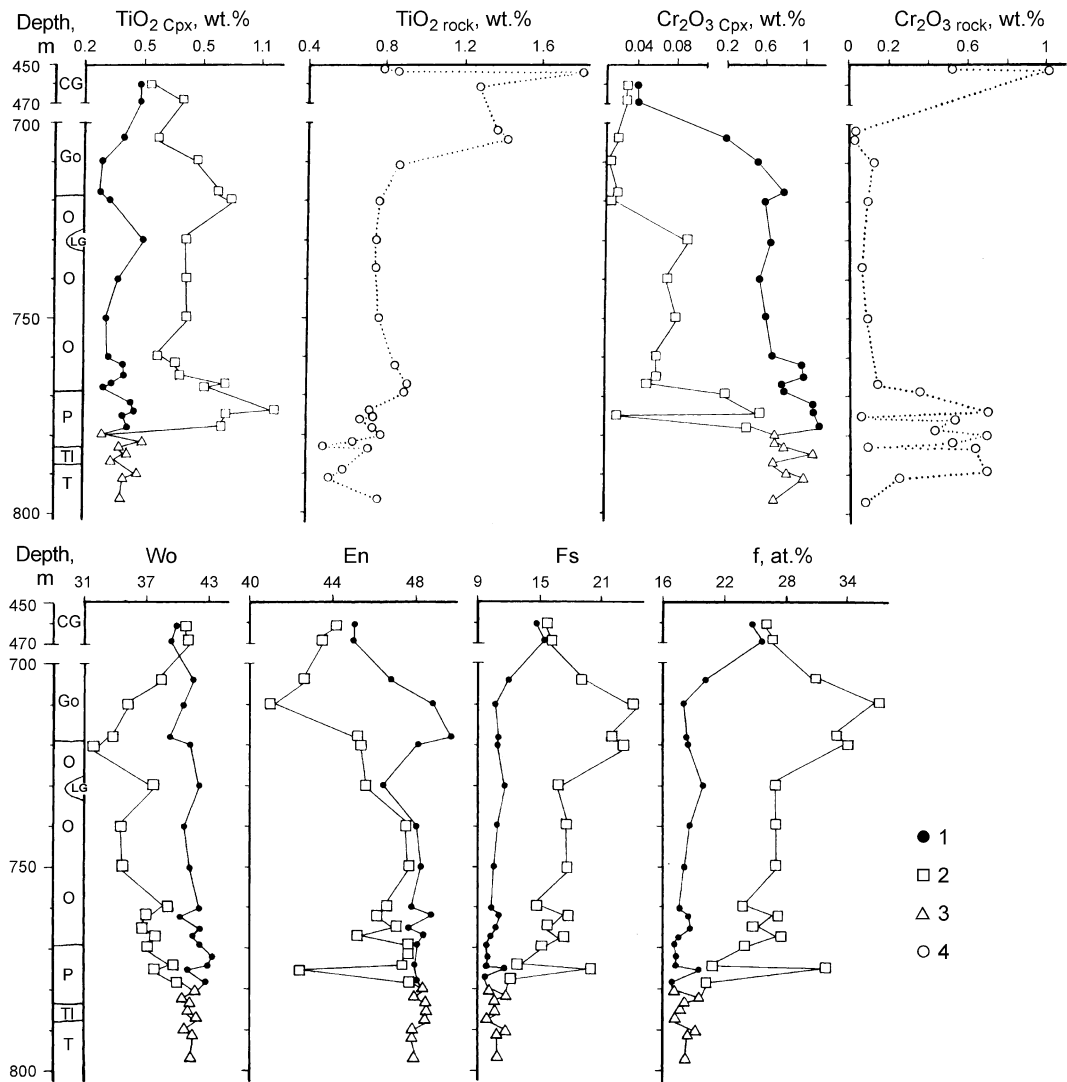 Depth, m
TiO2 Cpx, wt.%
0.2 0.5 0.5 1.1
TiO2 rock, wt.%
0.4 0.8 1.2 1.6
Cr2O3 Cpx, wt.%
0.04 0.08 0.2 0.6 1
Cr2O3 rock, wt.%
0 0.2 0.6 1
450
470
700
750
800
CG
Go
O
LG
O
O
P
Tl
T
Depth, m
Wo
31 37 43
En
40 44 48
Fs
9 15 21
f, at.%
16 22 28 34
450
470
700
750
800
CG
Go
O
LG
O
O
P
Tl
T
1
2
3
4